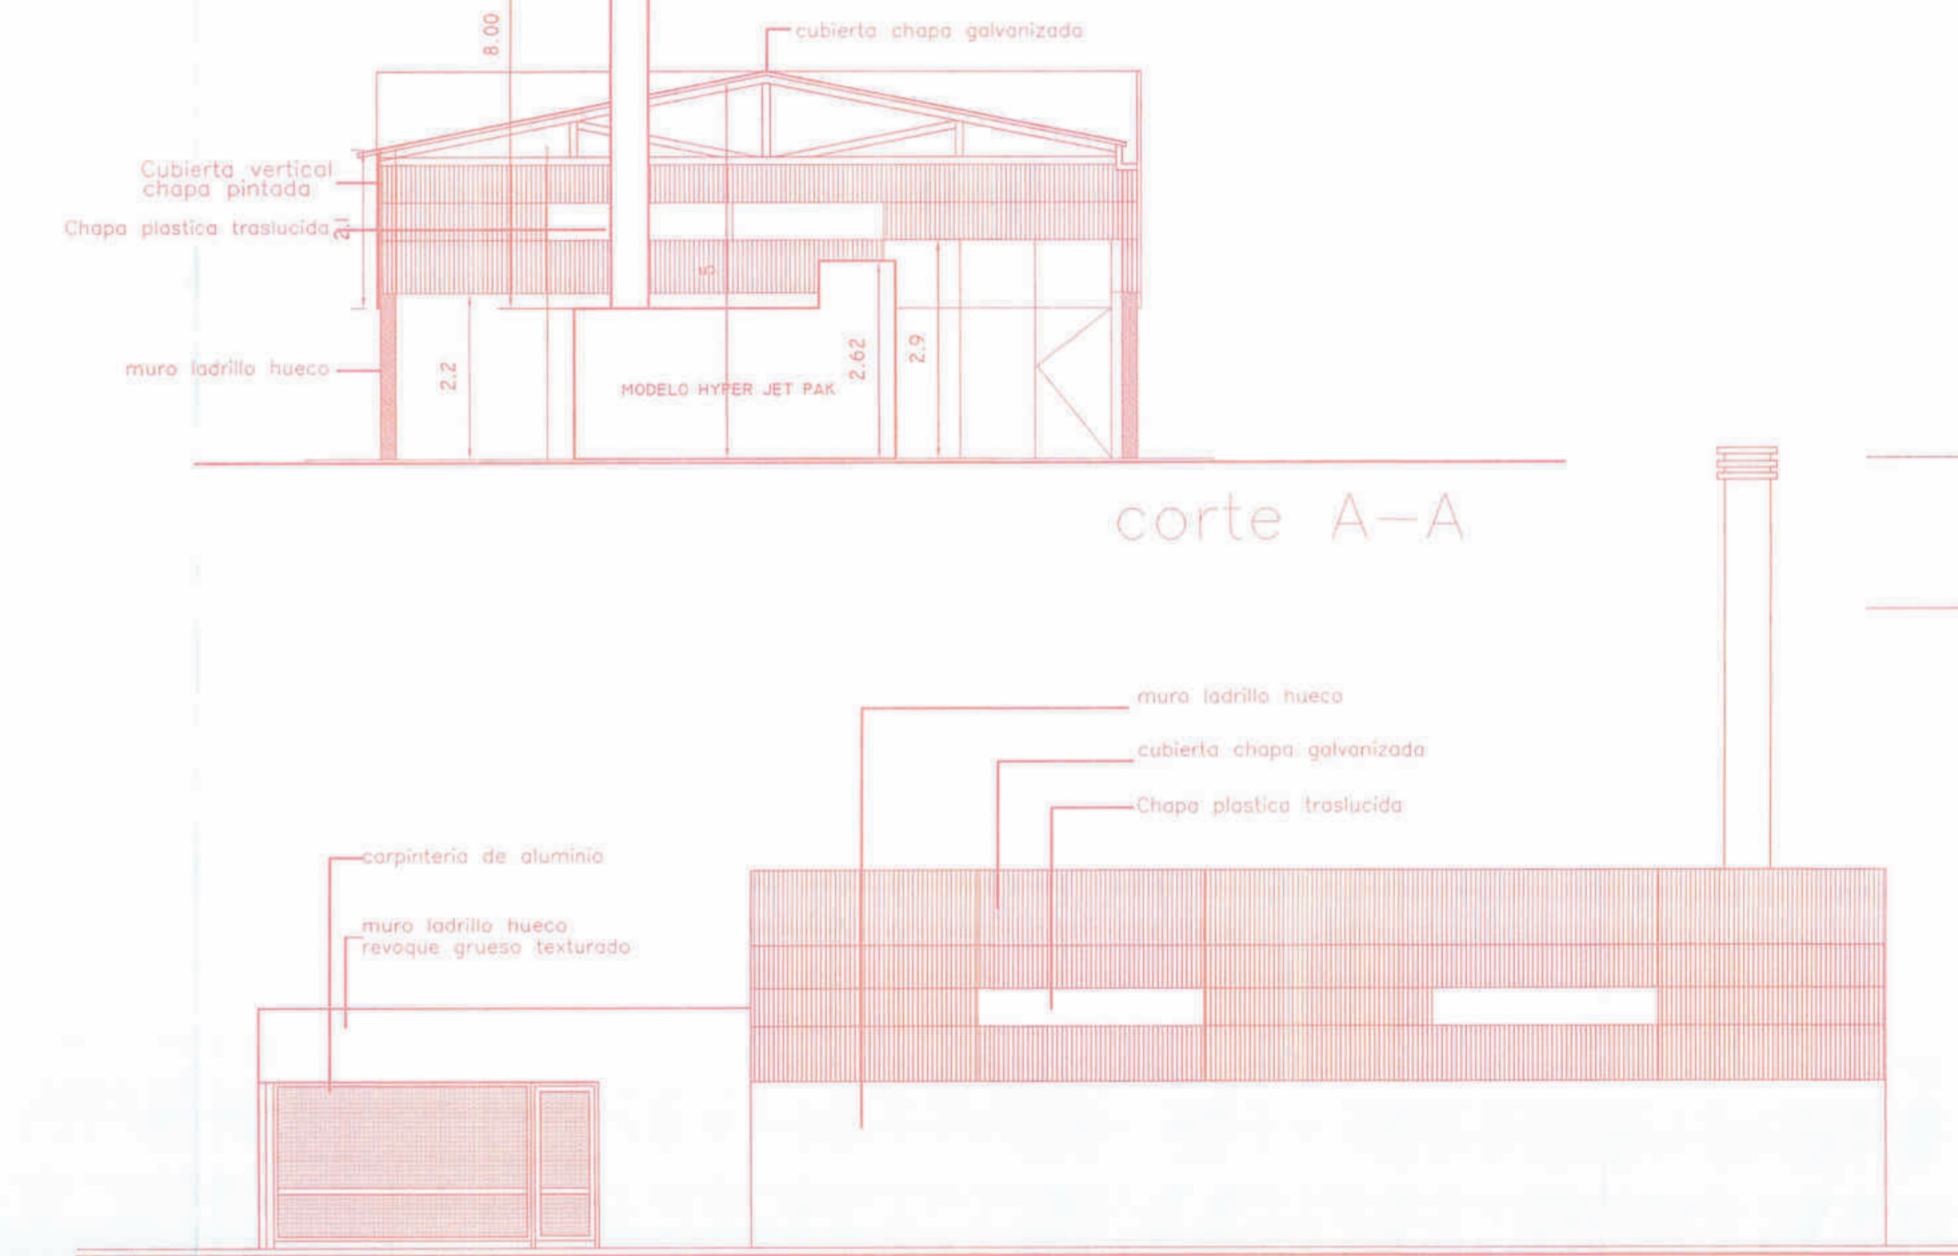 8.00
cubierta chapa galvanizada
Cubierta vertical
chapa pintada
Chapa plastica traslucida
2.1
5
muro ladrillo hueco
2.2
MODELO HYPER JET PAK
2.62
2.9
corte A-A
muro ladrillo hueco
cubierta chapa galvanizada
Chapa plastica traslucida
carpinteria de aluminio
muro ladrillo hueco
revoque grueso texturado